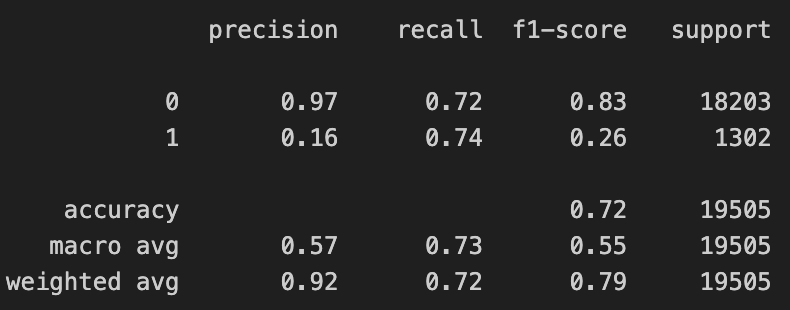 precision recall f1-score support
0 0.97 0.72 0.83 18203
1 0.16 0.74 0.26 1302
accuracy 0.72 19505
macro avg 0.57 0.73 0.55 19505
weighted avg 0.92 0.72 0.79 19505